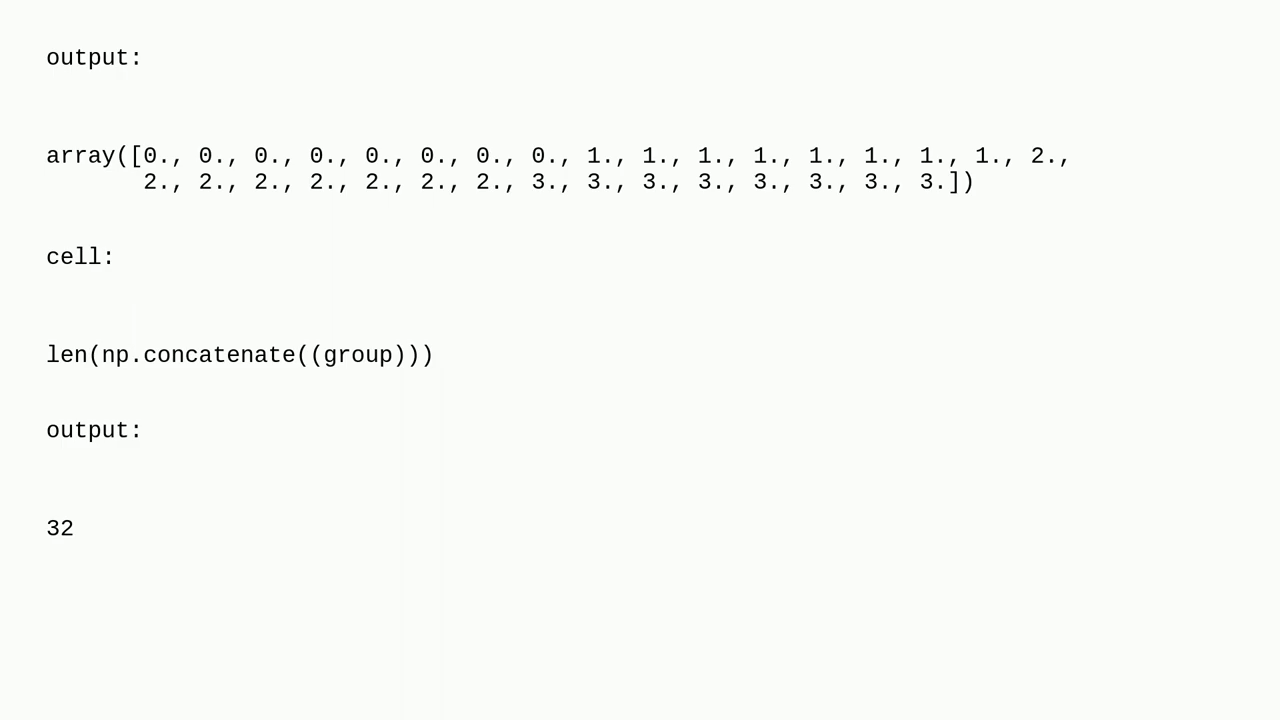 output:
array([0., 0., 0., 0., 0., 0., 0., 0., 1., 1., 1., 1., 1., 1., 1., 1., 2.,
2., 2., 2., 2., 2., 2., 2., 3., 3., 3., 3., 3., 3., 3., 3.])
cell:
len(np.concatenate((group)))
output:
32